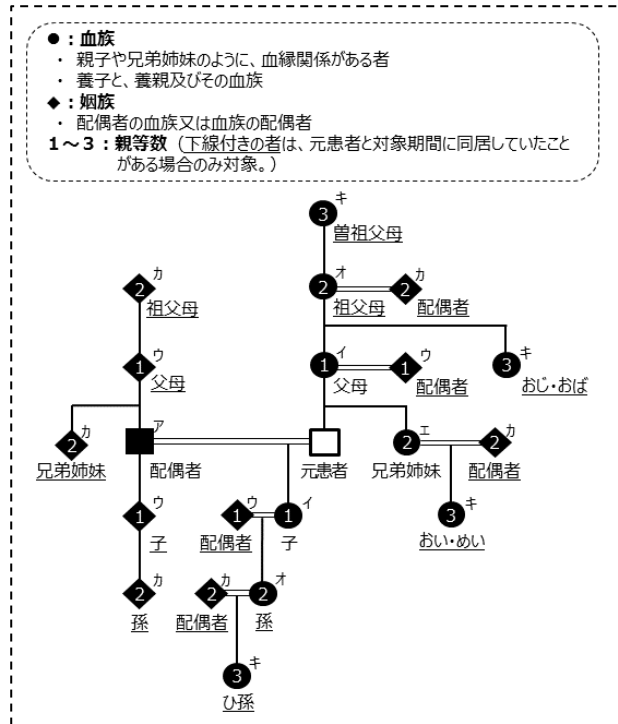 ●:血族
・ 親子や兄弟姉妹のように、血縁関係がある者
・ 養子と、養親及びその血族
◆:姻族
・ 配偶者の血族又は血族の配偶者
1~3:親等数(下線付きの者は、元患者と対象期間に同居していたこと
がある場合のみ対象。)
3 キ
曽祖父母
2 カ
祖父母
2 オ
祖父母
2 カ
配偶者
1 ウ
父母
1 イ
父母
1 ウ
配偶者
3 キ
おじ・おば
2 カ
兄弟姉妹
ア
配偶者
元患者
2 エ
兄弟姉妹
2 カ
配偶者
1 ウ
子
1 ウ
配偶者
1 イ
子
3 キ
おい・めい
2 カ
孫
2 カ
配偶者
2 オ
孫
3 キ
ひ孫